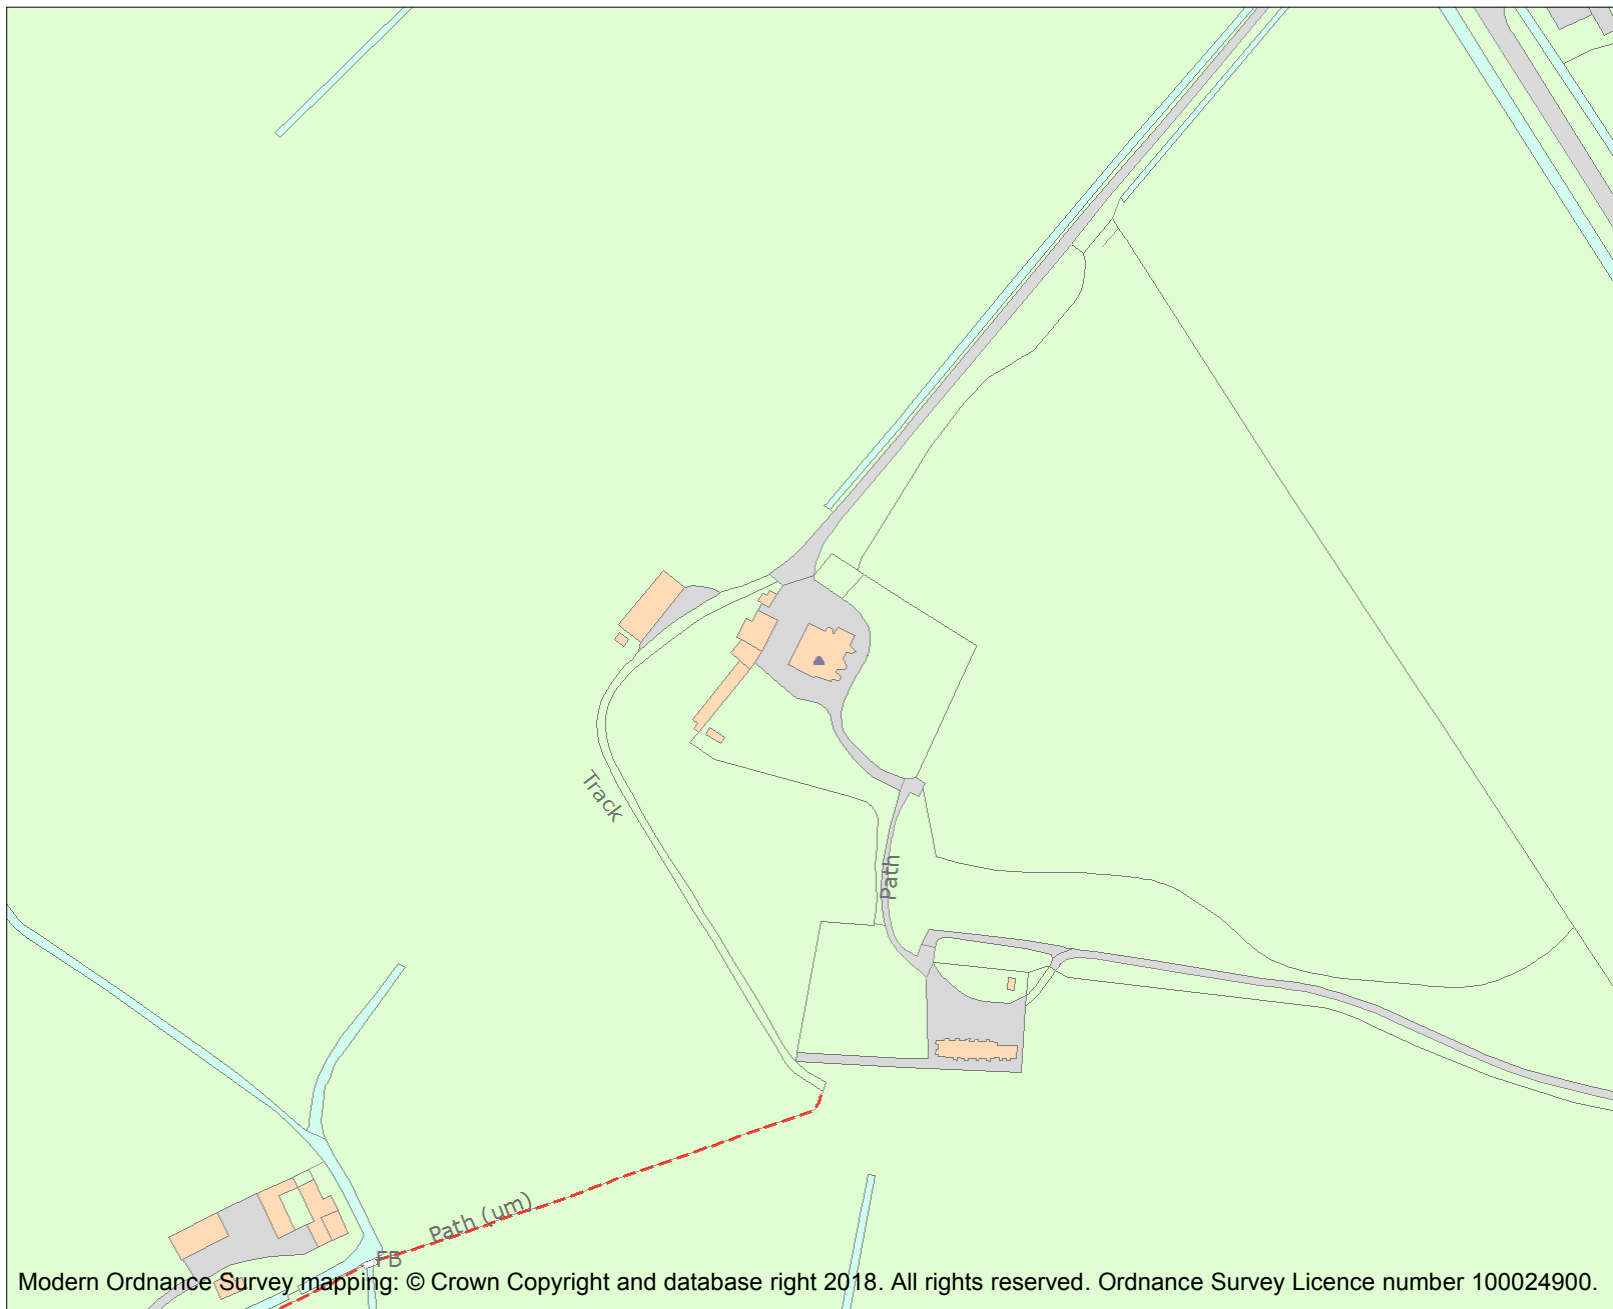 Track
Path
Path (um)
FB
Modern Ordnance Survey mapping: © Crown Copyright and database right 2018. All rights reserved. Ordnance Survey Licence number 100024900.